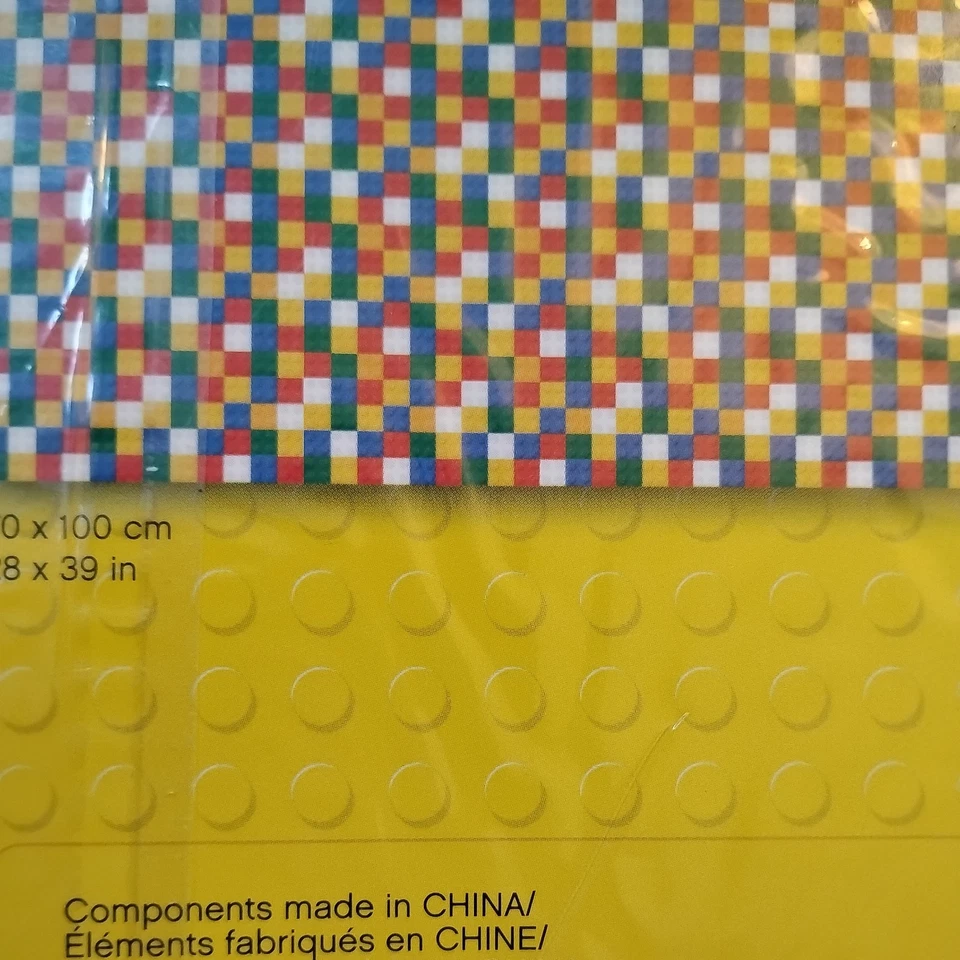 0 x 100 cm
8 x 39 in
Components made in CHINA/
Éléments fabriqués en CHINE/